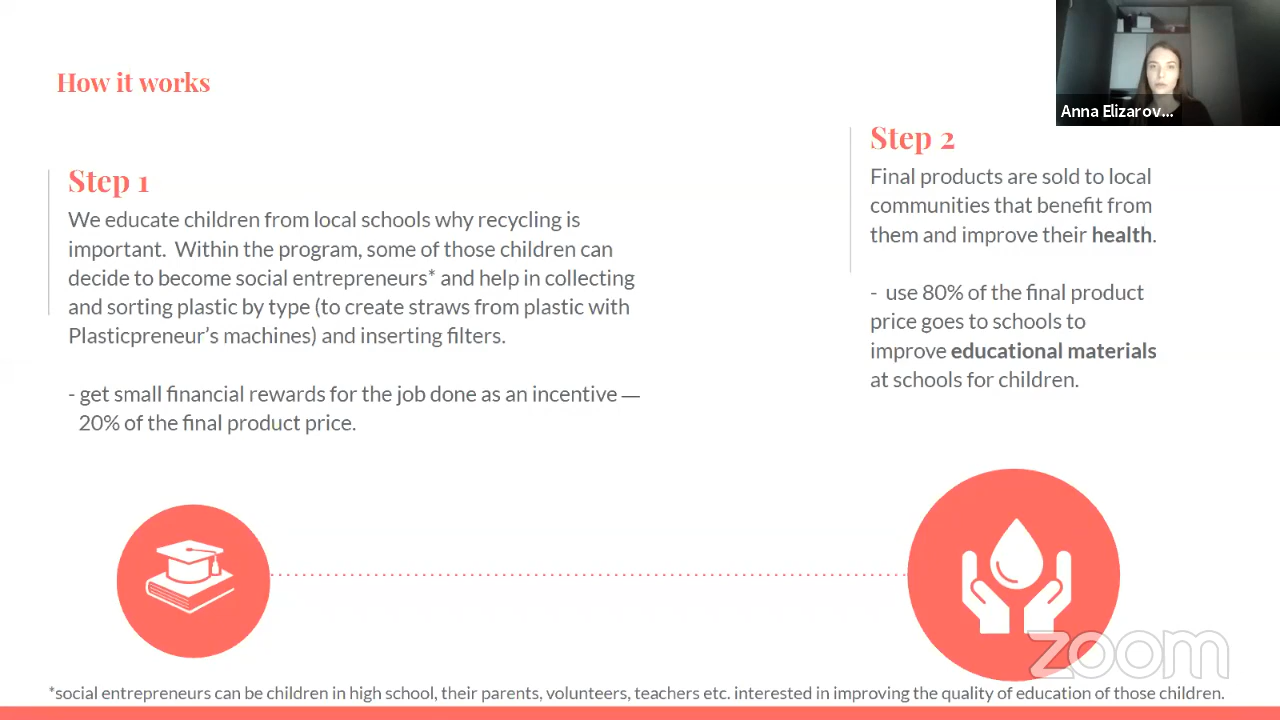 How it works
Anna Elizarov...
Step 1
We educate children from local schools why recycling is
important. Within the program, some of those children can
decide to become social entrepreneurs* and help in collecting
and sorting plastic by type (to create straws from plastic with
Plasticpreneur's machines) and inserting filters.
- get small financial rewards for the job done as an incentive —
20% of the final product price.
Step 2
Final products are sold to local
communities that benefit from
them and improve their health.
- use 80% of the final product
price goes to schools to
improve educational materials
at schools for children.
zoom
*social entrepreneurs can be children in high school, their parents, volunteers, teachers etc. interested in improving the quality of education of those children.